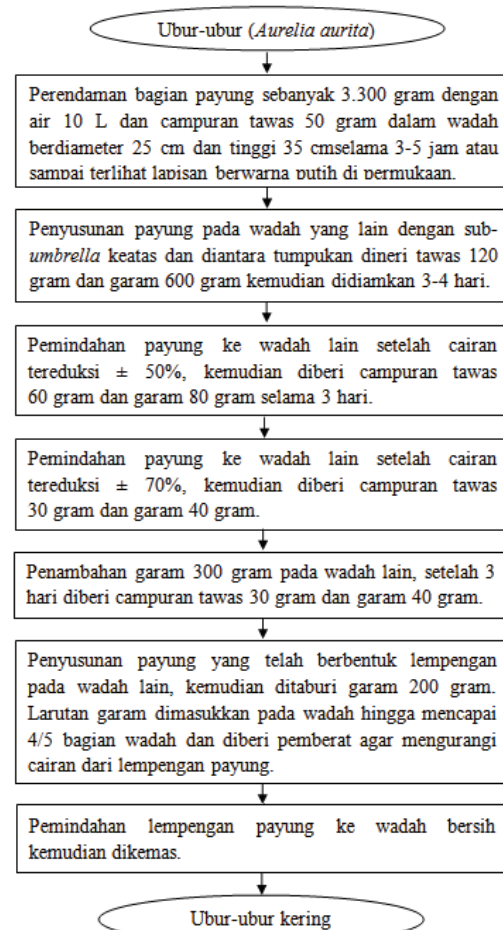 Ubur-ubur (Aurelia aurita)
Perendaman bagian payung sebanyak 3.300 gram dengan
air 10 L dan campuran tawas 50 gram dalam wadah
berdiameter 25 cm dan tinggi 35 cmselama 3-5 jam atau
sampai terlihat lapisan berwarna putih di permukaan.
Penyusunan payung pada wadah yang lain dengan sub-
umbrella keatas dan diantara tumpukan dineri tawas 120
gram dan garam 600 gram kemudian didiamkan 3-4 hari.
Pemindahan payung ke wadah lain setelah cairan
tereduksi ± 50%, kemudian diberi campuran tawas
60 gram dan garam 80 gram selama 3 hari.
Pemindahan payung ke wadah lain setelah cairan
tereduksi ± 70%, kemudian diberi campuran tawas
30 gram dan garam 40 gram.
Penambahan garam 300 gram pada wadah lain, setelah 3
hari diberi campuran tawas 30 gram dan garam 40 gram.
Penyusunan payung yang telah berbentuk lempengan
pada wadah lain, kemudian ditaburi garam 200 gram.
Larutan garam dimasukkan pada wadah hingga mencapai
4/5 bagian wadah dan diberi pemberat agar mengurangi
cairan dari lempengan payung.
Pemindahan lempengan payung ke wadah bersih
kemudian dikemas.
Ubur-ubur kering